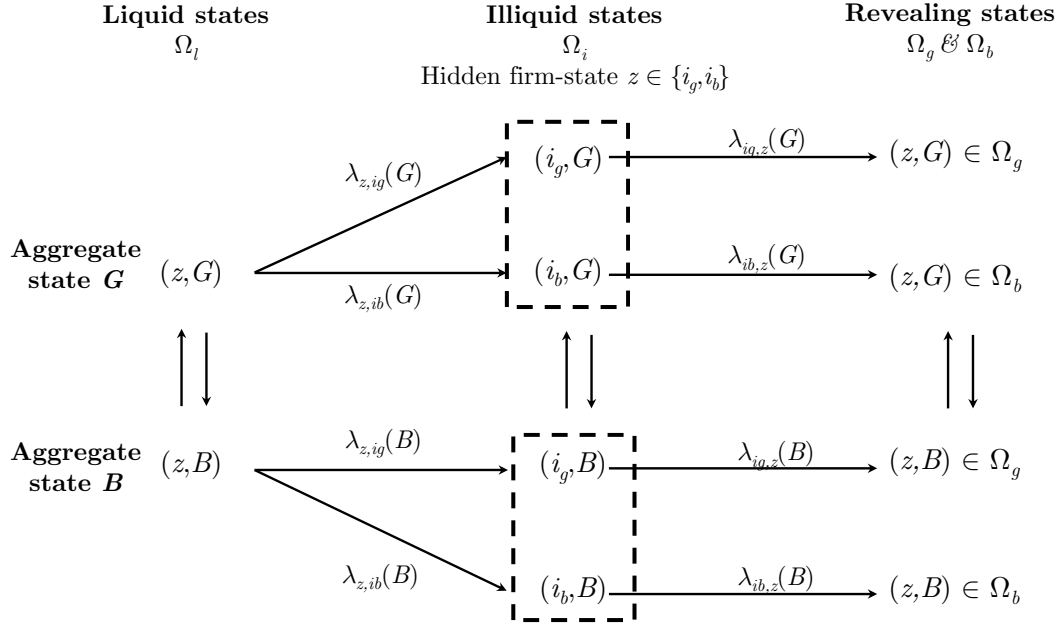 Liquid states
Ω_l
Illiquid states
Ω_i
Hidden firm-state z ∈ {i_g, i_b}
Revealing states
Ω_g & Ω_b
λ_{z,ig}(G)
(i_g, G)
λ_{ig,z}(G)
(z, G) ∈ Ω_g
Aggregate
state G
(z, G)
λ_{z,ib}(G)
(i_b, G)
λ_{ib,z}(G)
(z, G) ∈ Ω_b
Aggregate
state B
(z, B)
λ_{z,ig}(B)
(i_g, B)
λ_{ig,z}(B)
(z, B) ∈ Ω_g
λ_{z,ib}(B)
(i_b, B)
λ_{ib,z}(B)
(z, B) ∈ Ω_b